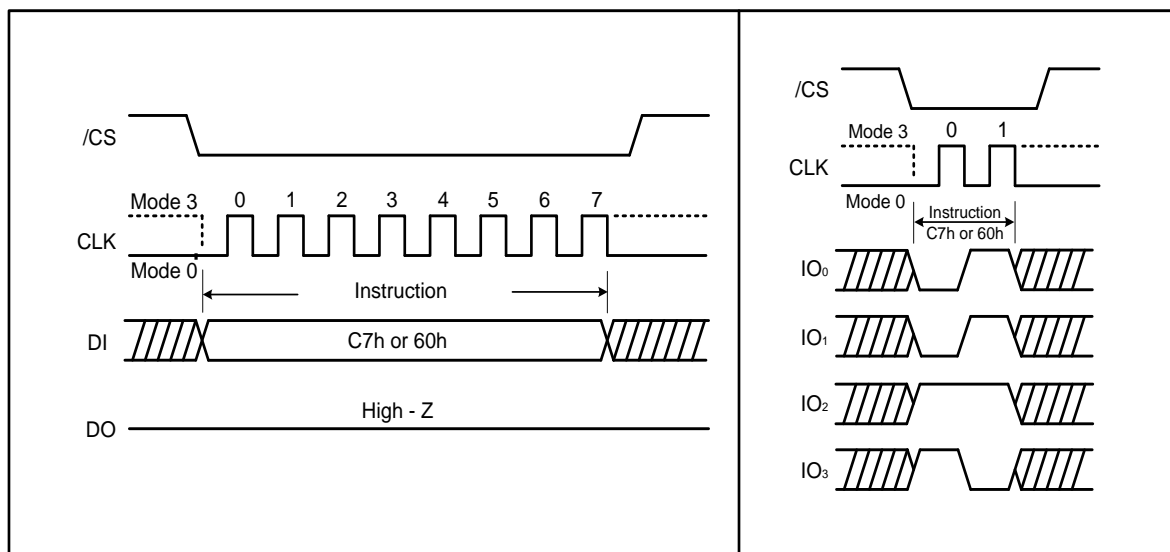 /CS
Mode 3
0 1 2 3 4 5 6 7
CLK
Mode 0
Instruction
DI
C7h or 60h
High - Z
DO
/CS
Mode 3
0 1
CLK
Mode 0
Instruction
C7h or 60h
IO0
IO1
IO2
IO3